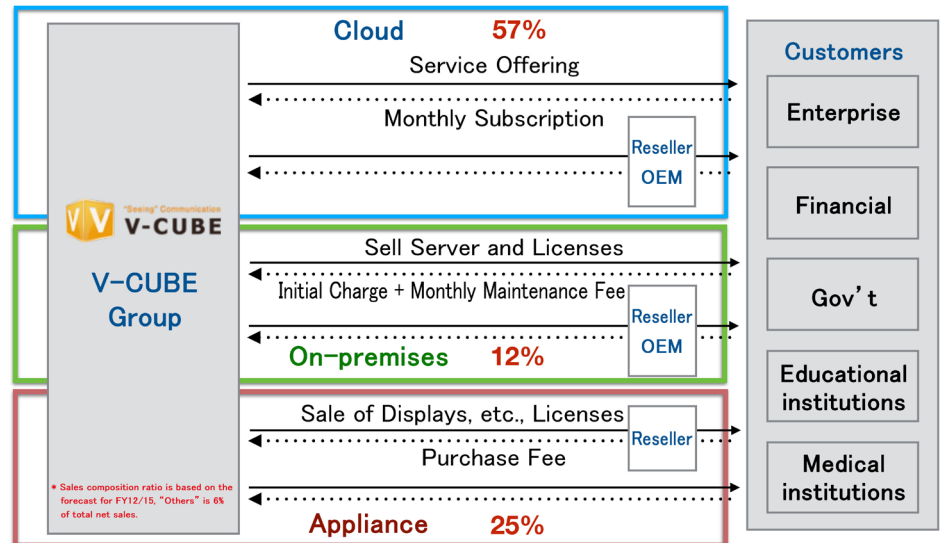 Cloud 57%
Service Offering
Monthly Subscription
Reseller
OEM
"Seeing" Communication
V-CUBE
V-CUBE
Group
Sell Server and Licenses
Initial Charge + Monthly Maintenance Fee
Reseller
OEM
On-premises 12%
Sale of Displays, etc., Licenses
Reseller
Purchase Fee
Appliance 25%
* Sales composition ratio is based on the
forecast for FY12/15, “Others” is 6%
of total net sales.
Customers
Enterprise
Financial
Gov’t
Educational
institutions
Medical
institutions